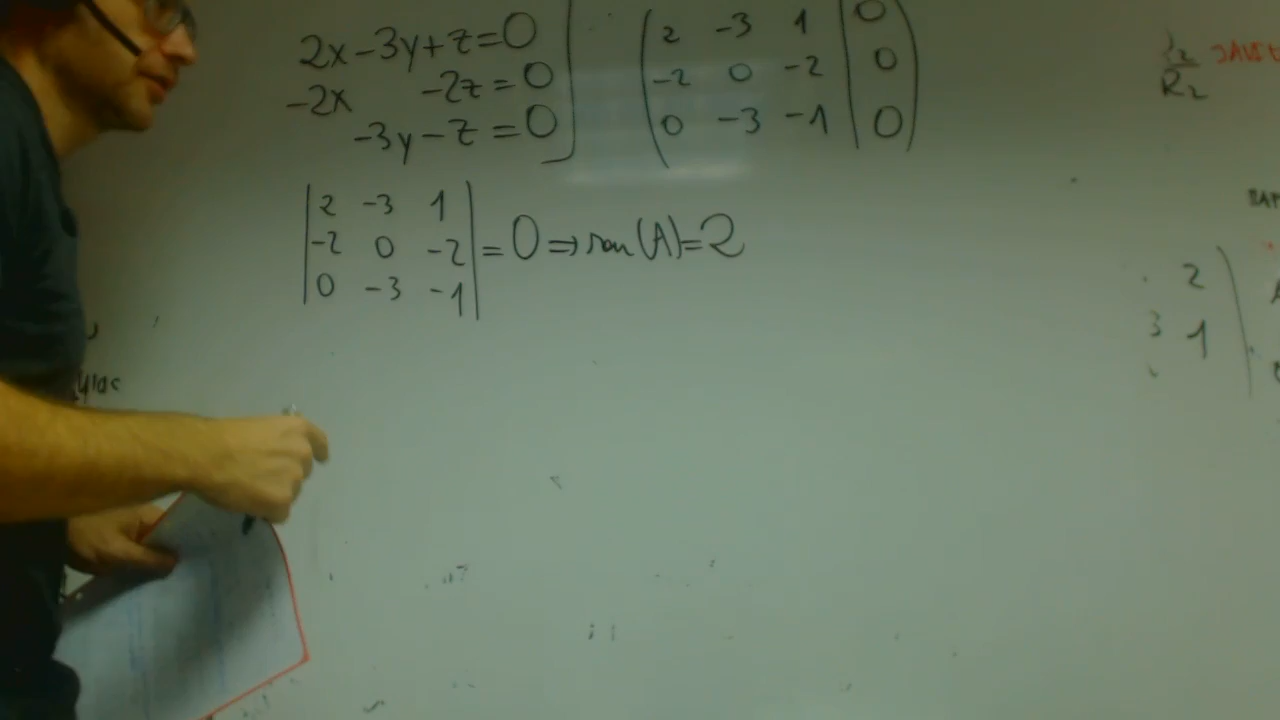 2x-3y+z=0
-2x -2z=0
-3y-z=0
2 -3 1 | 0
-2 0 -2 | 0
0 -3 -1 | 0
|2 -3 1|
|-2 0 -2| = 0 ⇒ ran(A)=2
|0 -3 -1|
R2
2
3 1